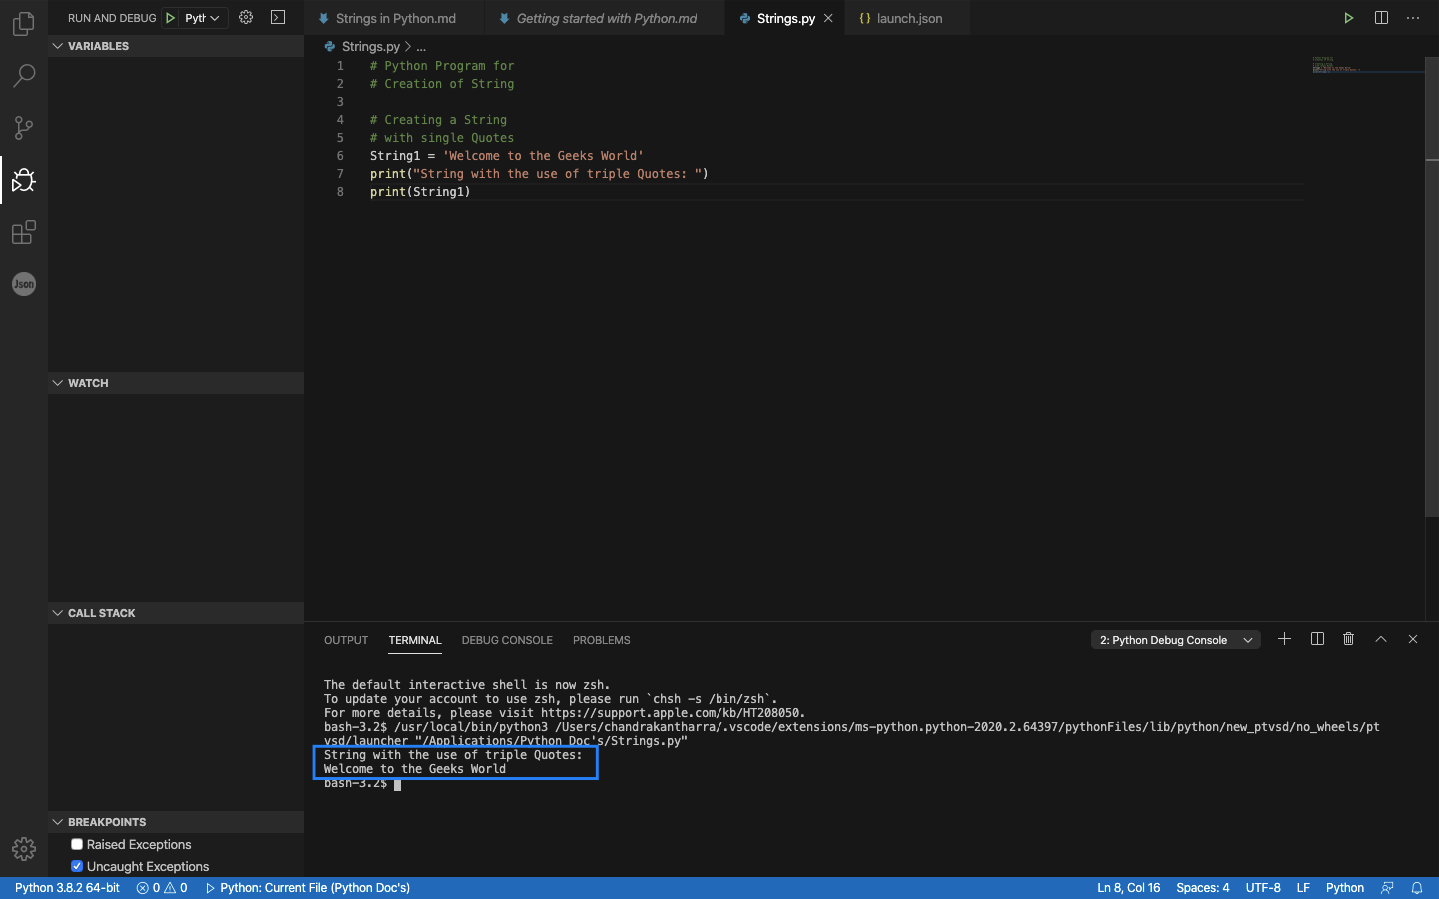 RUN AND DEBUG Pyth
Strings in Python.md
Getting started with Python.md
Strings.py
{} launch.json
VARIABLES
Strings.py > ...
1 # Python Program for
2 # Creation of String
3
4 # Creating a String
5 # with single Quotes
6 String1 = 'Welcome to the Geeks World'
7 print("String with the use of triple Quotes: ")
8 print(String1)
Json
WATCH
CALL STACK
BREAKPOINTS
Raised Exceptions
Uncaught Exceptions
OUTPUT TERMINAL DEBUG CONSOLE PROBLEMS
2: Python Debug Console
The default interactive shell is now zsh.
To update your account to use zsh, please run `chsh -s /bin/zsh`.
For more details, please visit https://support.apple.com/kb/HT208050.
bash-3.2$ /usr/local/bin/python3 /Users/chandrakantharra/.vscode/extensions/ms-python.python-2020.2.64397/pythonFiles/lib/python/new_ptvsd/no_wheels/pt
vsd/launcher "/Applications/Python Doc's/Strings.py"
String with the use of triple Quotes:
Welcome to the Geeks World
bash-3.2$
Python 3.8.2 64-bit 0 0 Python: Current File (Python Doc's) Ln 8, Col 16 Spaces: 4 UTF-8 LF Python